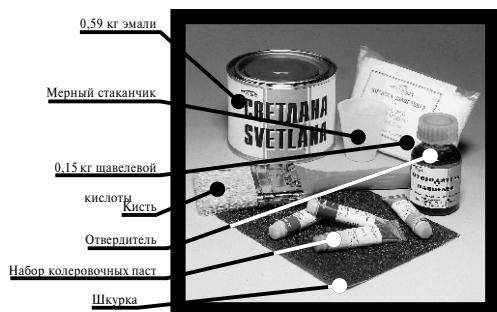 0,59 кг эмали
СВЕТЛАНА
SVETLANA
Мерный стаканчик
0,15 кг щавелевой
кислоты
Кисть
Отвердитель
Набор колеровочных паст
Шкурка